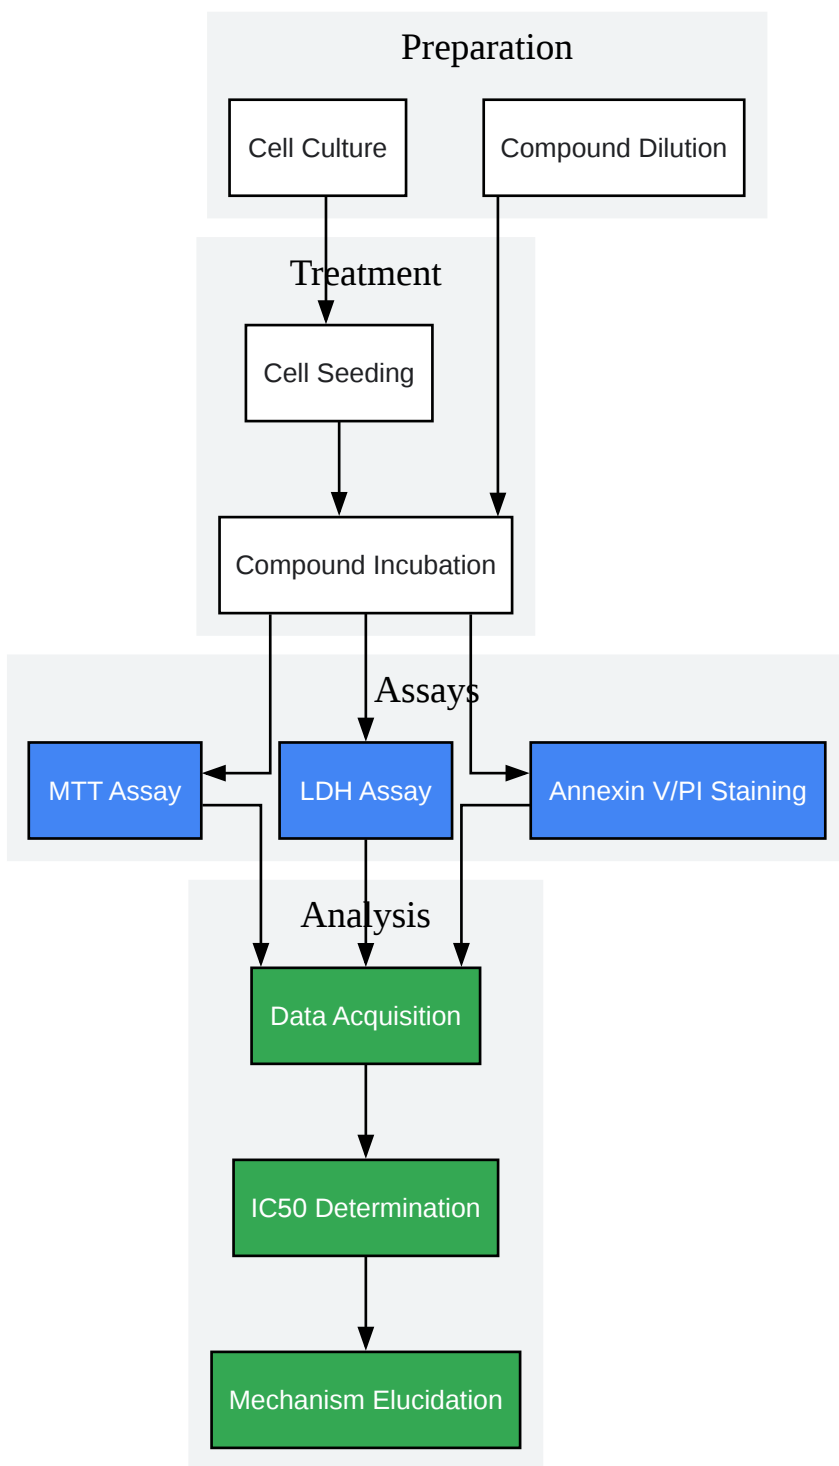 Preparation
Cell Culture
Compound Dilution
Treatment
Cell Seeding
Compound Incubation
Assays
MTT Assay
LDH Assay
Annexin V/PI Staining
Analysis
Data Acquisition
IC50 Determination
Mechanism Elucidation